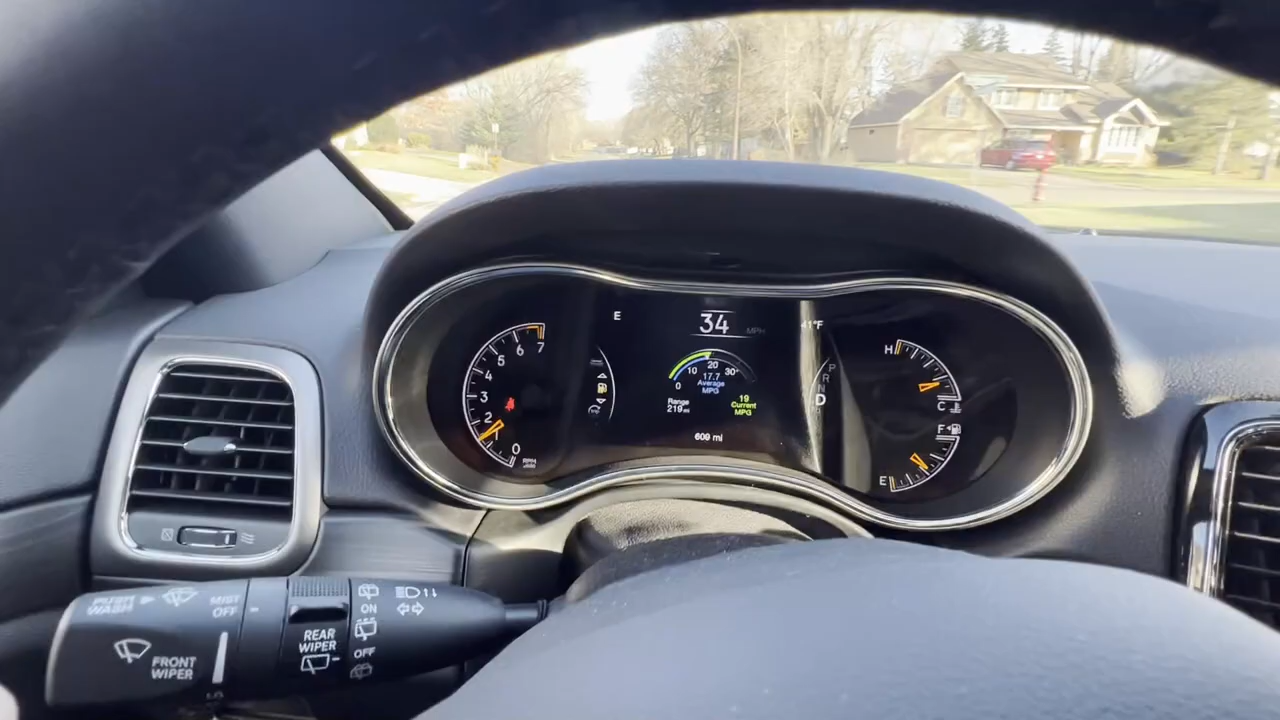 E
34 MPH
41°F
7
6
5
4
3
2
1
0
RPM
0
10
20
30+
17.7
Average
MPG
Range
219 mi
19
Current
MPG
609 mi
P
R
N
D
H
C
F
E
PUSH
WASH
MIST
OFF
FRONT
WIPER
REAR
WIPER
ON
OFF